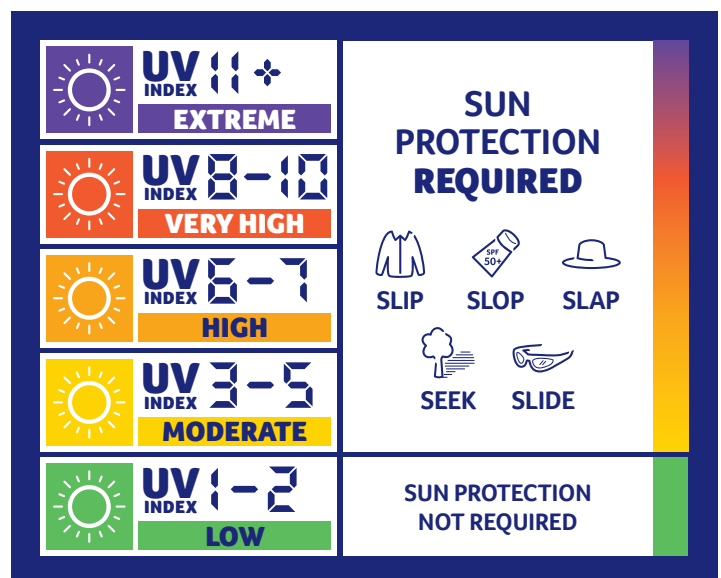 UV INDEX 11+
EXTREME
UV INDEX 8-10
VERY HIGH
UV INDEX 6-7
HIGH
UV INDEX 3-5
MODERATE
UV INDEX 1-2
LOW
SUN
PROTECTION
REQUIRED
SPF
50+
SLIP SLOP SLAP
SEEK SLIDE
SUN PROTECTION
NOT REQUIRED